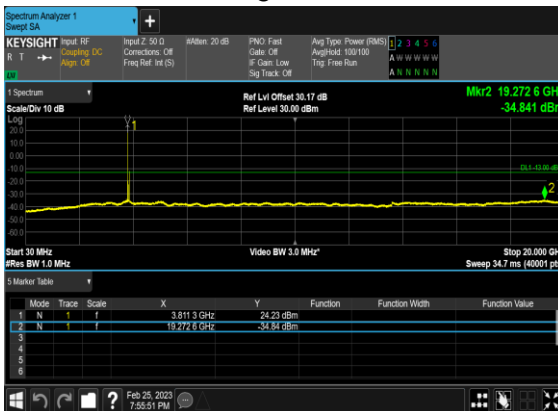 Spectrum Analyzer 1
Swept SA
+
KEYSIGHT
R T
LV
Input: RF
Coupling: DC
Align: Off
Input Z: 50 Ω
Corrections: Off
Freq Ref: Int (S)
#Atten: 20 dB
PNO: Fast
Gate: Off
IF Gain: Low
Sig Track: Off
Avg Type: Power (RMS)
Avg|Hold: 100/100
Trig: Free Run
1 2 3 4 5 6
A W W W W W
A N N N N N
1 Spectrum
Scale/Div 10 dB
Ref Lvl Offset 30.17 dB
Ref Level 30.00 dBm
Mkr2 19.272 6 GH
-34.841 dBr
Log
20.0
10.0
0.00
-10.0
-20.0
-30.0
-40.0
-50.0
-60.0
1
DL1 -13.00 dB
2
Start 30 MHz
#Res BW 1.0 MHz
Video BW 3.0 MHz*
Stop 20.000 GH
Sweep 34.7 ms (40001 pt
5 Marker Table
Mode Trace Scale X Y Function Function Width Function Value
1 N 1 f 3.811 3 GHz 24.23 dBm
2 N 1 f 19.272 6 GHz -34.84 dBm
3
4
5
6
?
Feb 25, 2023
7:55:51 PM